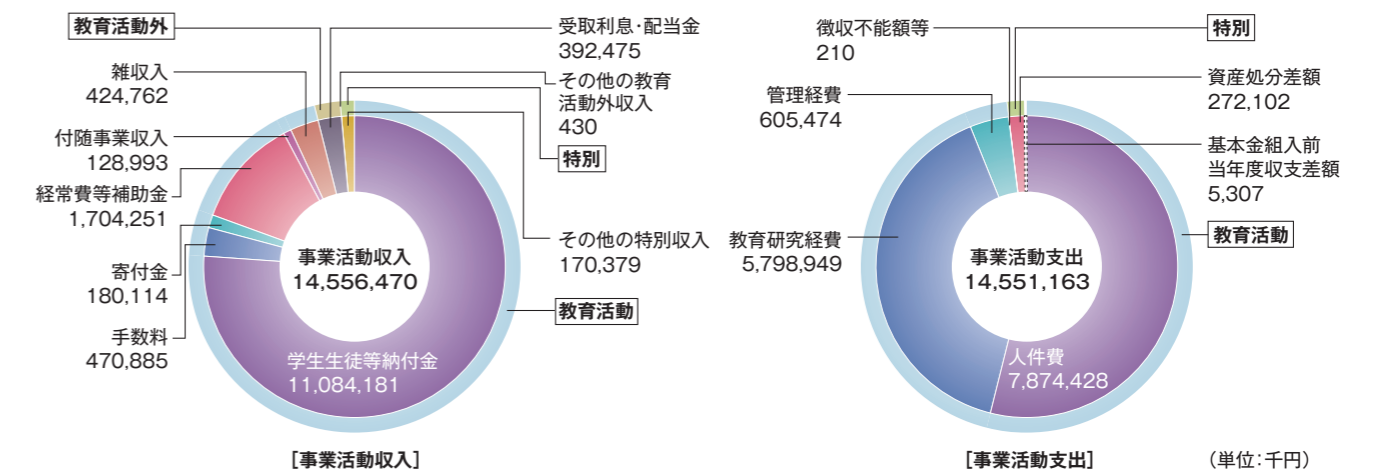 教育活動外
雑収入
424,762
付随事業収入
128,993
経常費等補助金
1,704,251
寄付金
180,114
手数料
470,885
受取利息・配当金
392,475
その他の教育
活動外収入
430
特別
その他の特別収入
170,379
教育活動
事業活動収入
14,556,470
学生生徒等納付金
11,084,181
[事業活動収入]
徴収不能額等
210
管理経費
605,474
教育研究経費
5,798,949
特別
資産処分差額
272,102
基本金組入前
当年度収支差額
5,307
教育活動
事業活動支出
14,551,163
人件費
7,874,428
[事業活動支出]
（単位：千円）